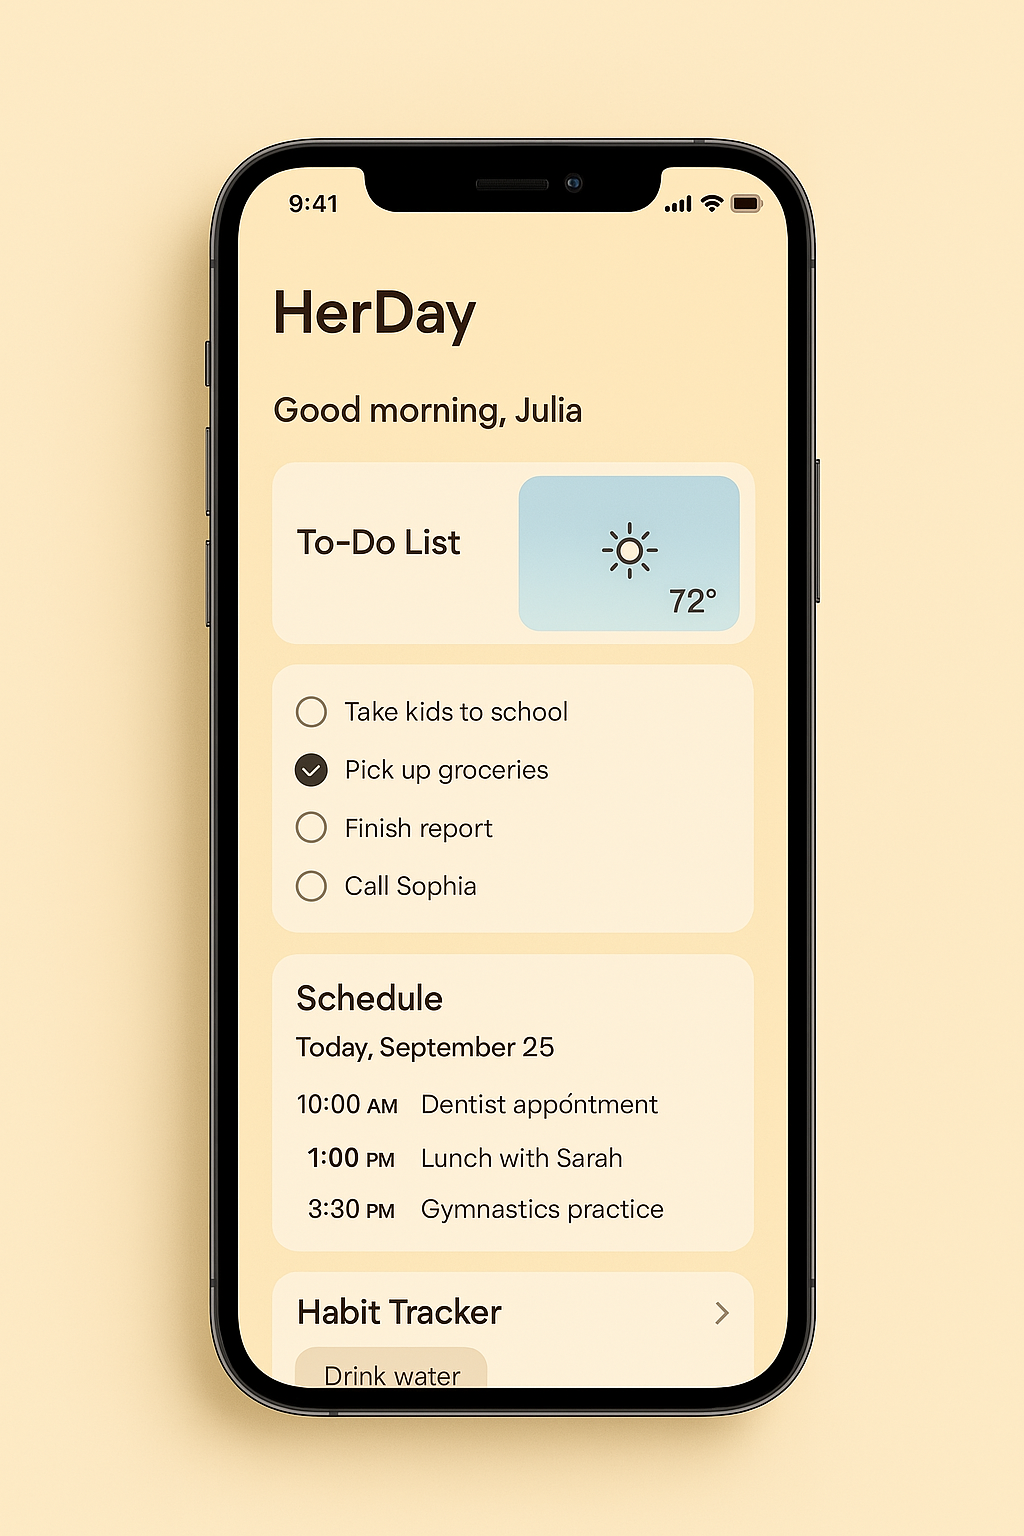 9:41
HerDay
Good morning, Julia
To-Do List
72°
Take kids to school
Pick up groceries
Finish report
Call Sophia
Schedule
Today, September 25
10:00 AM Dentist appóntment
1:00 PM Lunch with Sarah
3:30 PM Gymnastics practice
Habit Tracker
Drink water